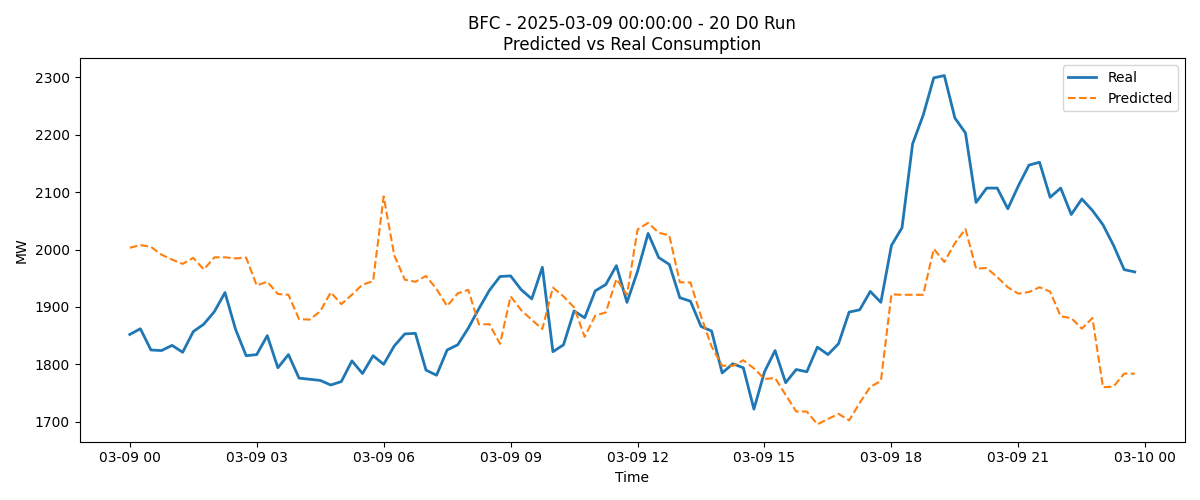 BFC - 2025-03-09 00:00:00 - 20 D0 Run
Predicted vs Real Consumption
Real
Predicted
2300
2200
2100
2000
1900
1800
1700
MW
03-09 00
03-09 03
03-09 06
03-09 09
03-09 12
03-09 15
03-09 18
03-09 21
03-10 00
Time